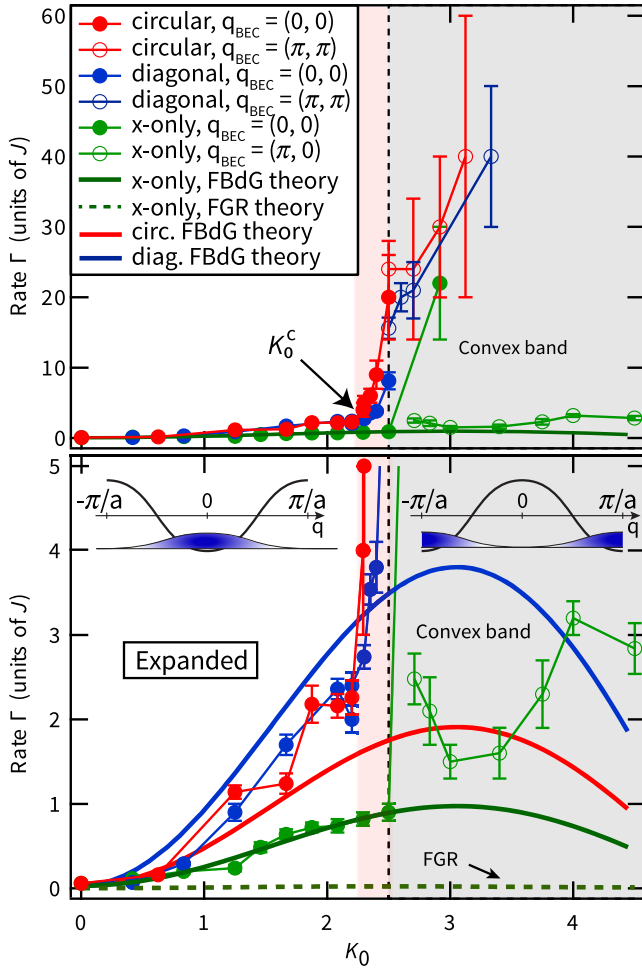 60
50
40
30
20
10
0
Rate Γ (units of J)
circular, q_BEC = (0, 0)
circular, q_BEC = (π, π)
diagonal, q_BEC = (0, 0)
diagonal, q_BEC = (π, π)
x-only, q_BEC = (0, 0)
x-only, q_BEC = (π, 0)
x-only, FBdG theory
x-only, FGR theory
circ. FBdG theory
diag. FBdG theory
K₀ᶜ
Convex band
5
4
3
2
1
0
Rate Γ (units of J)
-π/a 0 π/a
q
-π/a 0 π/a
q
Expanded
Convex band
FGR
0 1 2 3 4
K₀